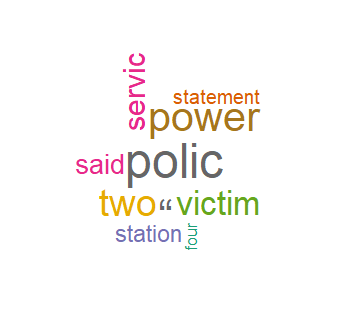 servic
statement
power
said polic
two “ victim
station four